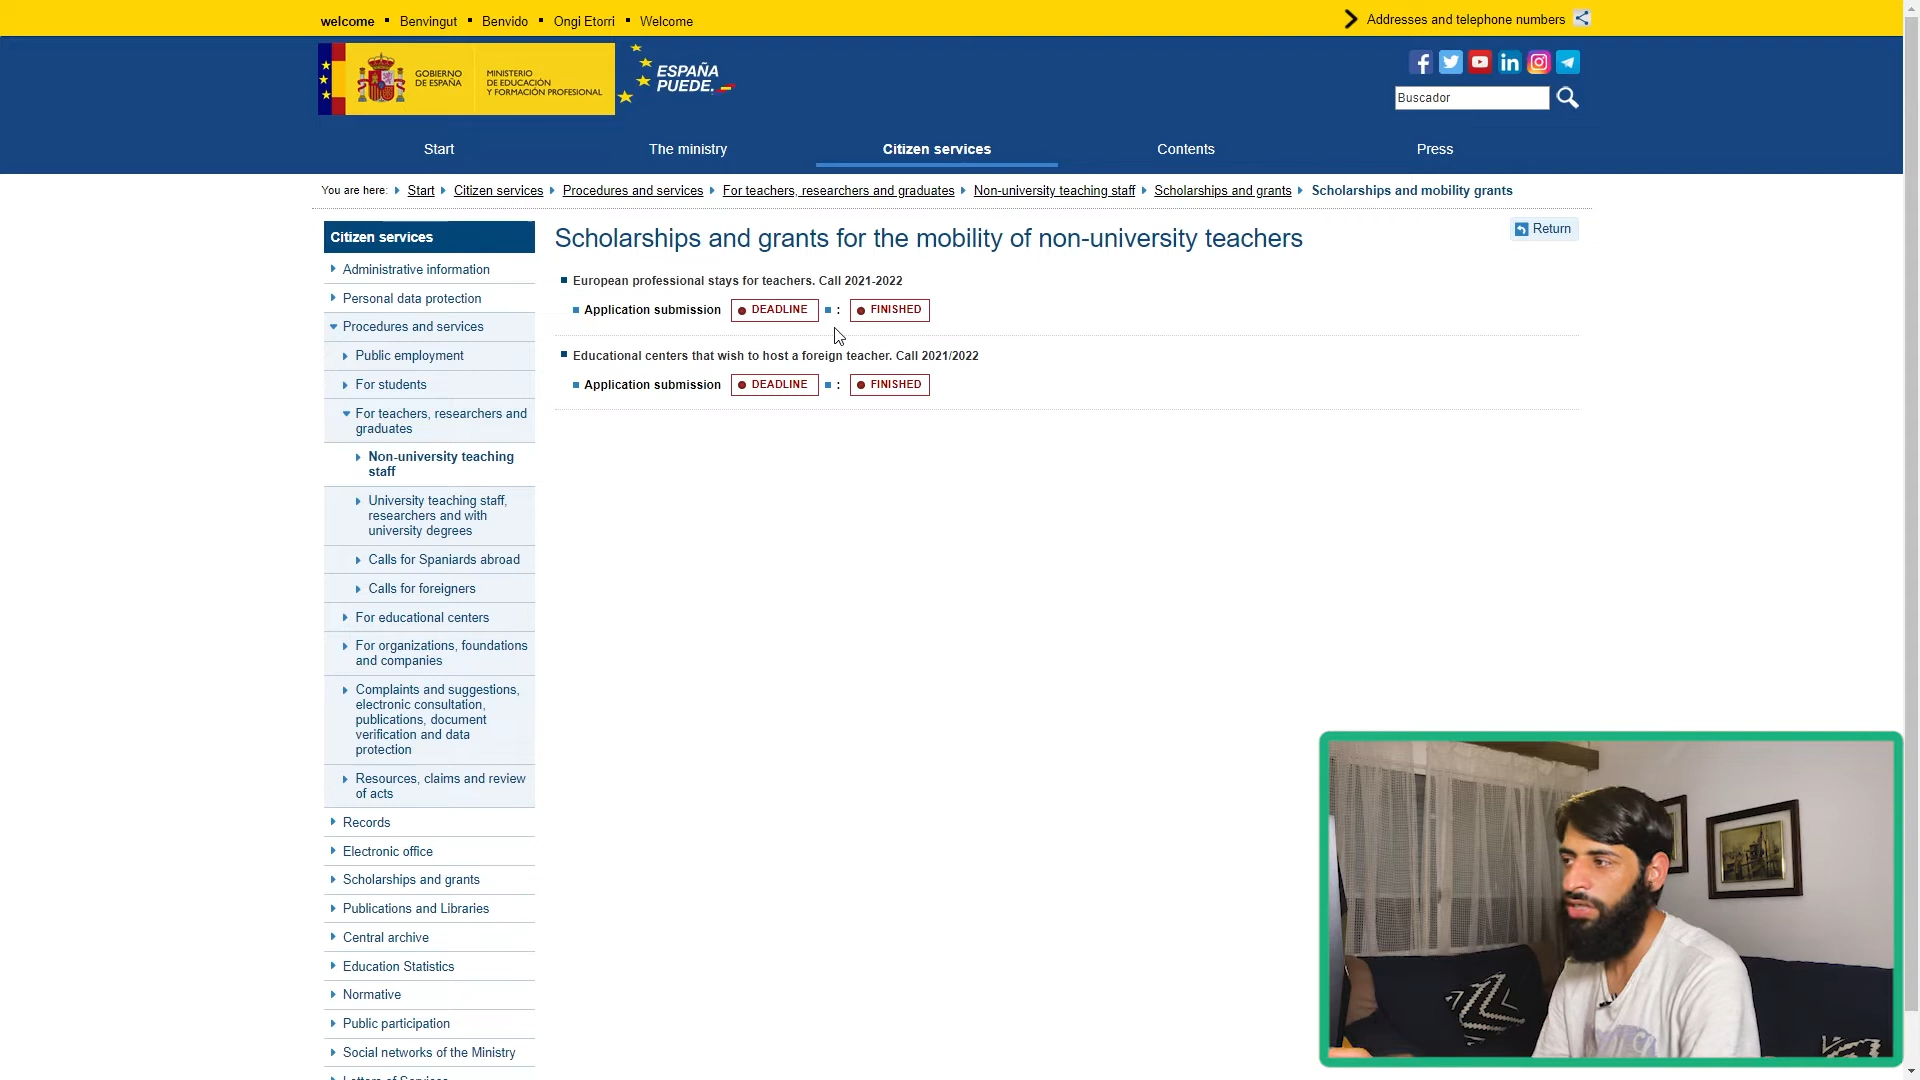 welcome ▪ Benvingut ▪ Benvido ▪ Ongi Etorri ▪ Welcome
Addresses and telephone numbers
GOBIERNO
DE ESPAÑA
MINISTERIO
DE EDUCACIÓN
Y FORMACIÓN PROFESIONAL
ESPAÑA
PUEDE.
Buscador
Start
The ministry
Citizen services
Contents
Press
You are here: Start Citizen services Procedures and services For teachers, researchers and graduates Non-university teaching staff Scholarships and grants Scholarships and mobility grants
Citizen services
Administrative information
Personal data protection
Procedures and services
Public employment
For students
For teachers, researchers and
graduates
Non-university teaching
staff
University teaching staff,
researchers and with
university degrees
Calls for Spaniards abroad
Calls for foreigners
For educational centers
For organizations, foundations
and companies
Complaints and suggestions,
electronic consultation,
publications, document
verification and data
protection
Resources, claims and review
of acts
Records
Electronic office
Scholarships and grants
Publications and Libraries
Central archive
Education Statistics
Normative
Public participation
Social networks of the Ministry
Scholarships and grants for the mobility of non-university teachers
Return
European professional stays for teachers. Call 2021-2022
Application submission DEADLINE : FINISHED
Educational centers that wish to host a foreign teacher. Call 2021/2022
Application submission DEADLINE : FINISHED